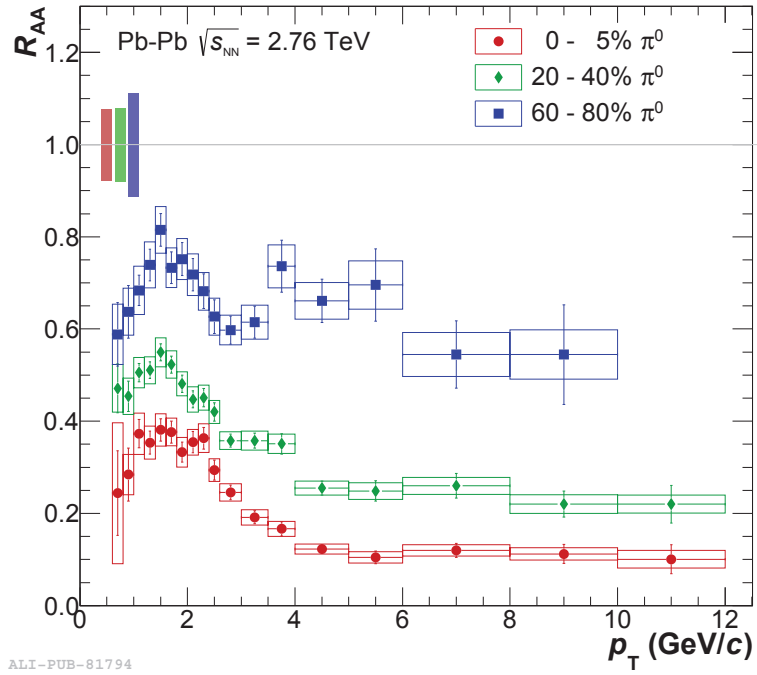 R_AA
Pb-Pb √s_NN = 2.76 TeV
0 - 5% π⁰
20 - 40% π⁰
60 - 80% π⁰
1.2
1.0
0.8
0.6
0.4
0.2
0.0
0 2 4 6 8 10 12
p_T (GeV/c)
ALI-PUB-81794